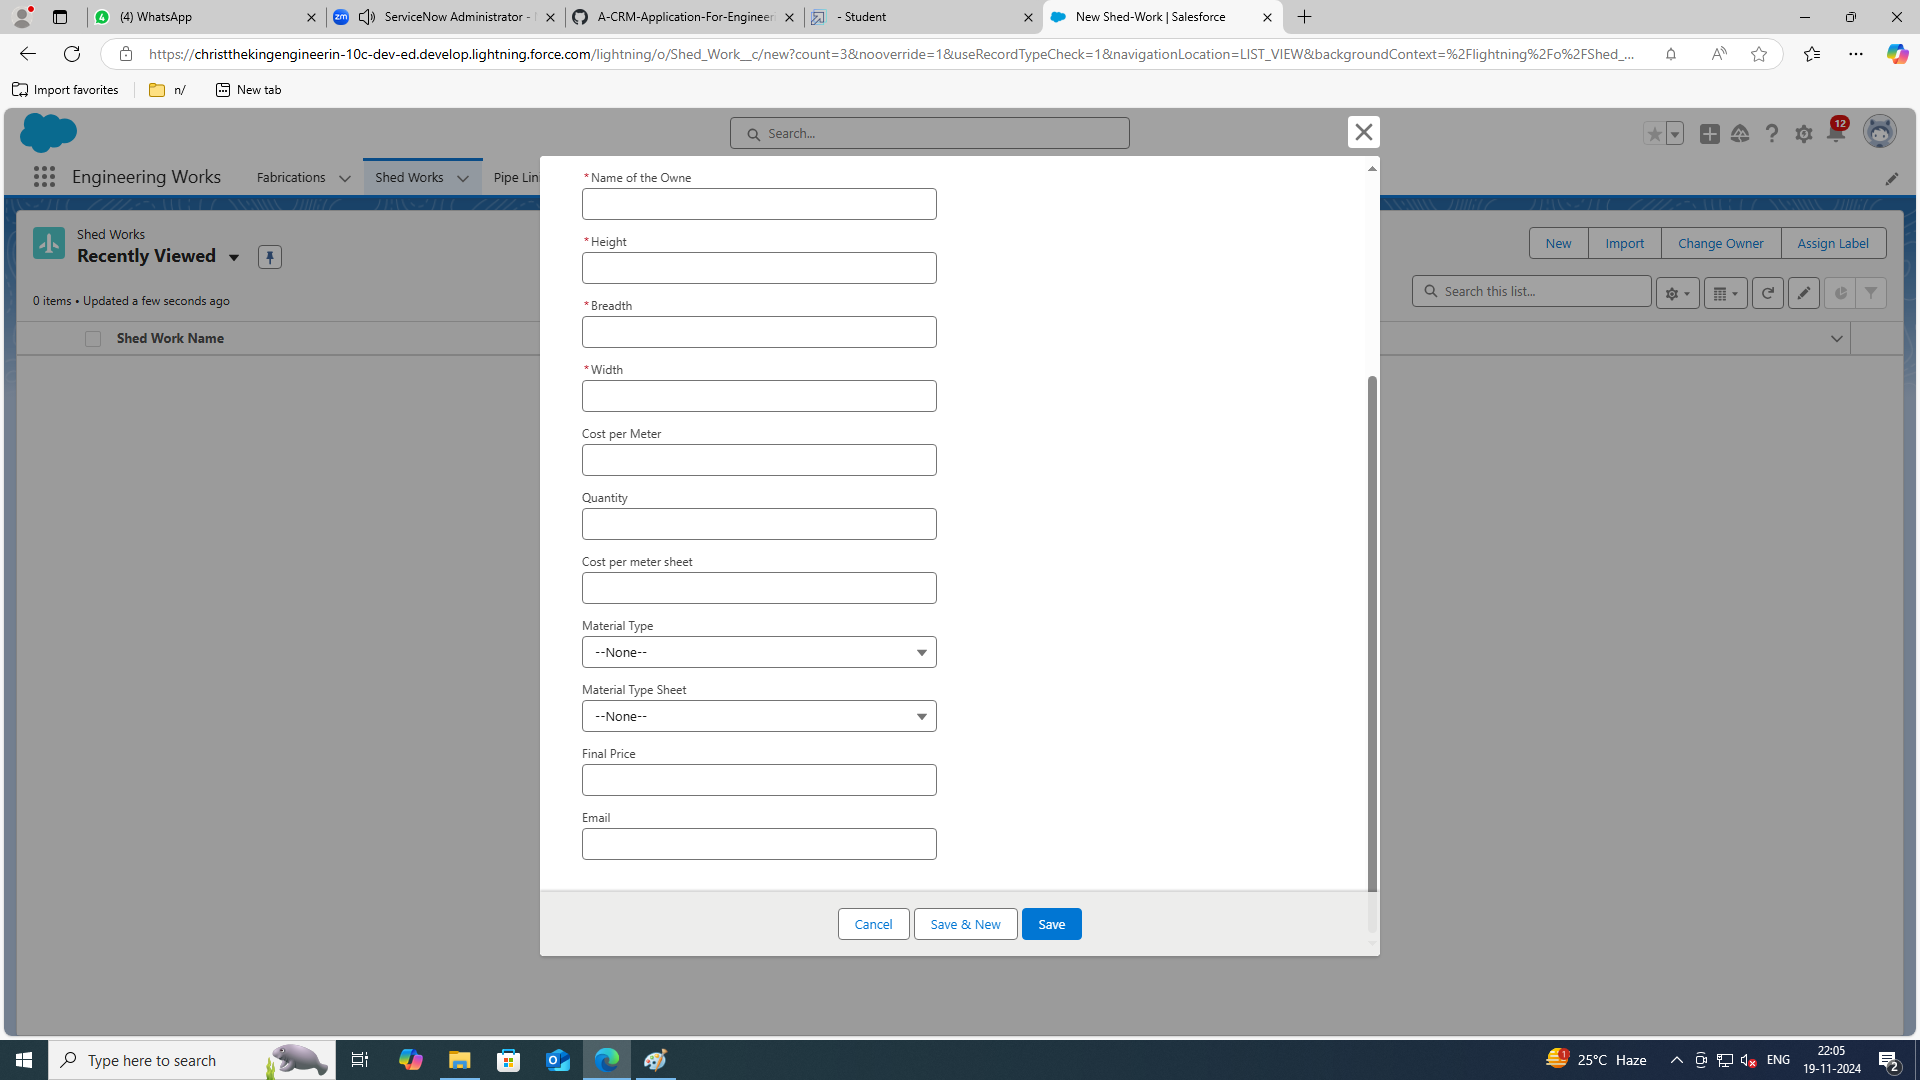 (4) WhatsApp
ServiceNow Administrator -
A-CRM-Application-For-Engineeri
- Student
New Shed-Work | Salesforce
https://christthekingengineerin-10c-dev-ed.develop.lightning.force.com/lightning/o/Shed_Work__c/new?count=3&nooverride=1&useRecordTypeCheck=1&navigationLocation=LIST_VIEW&backgroundContext=%2Flightning%2Fo%2FShed_...
Import favorites
n/
New tab
Search...
12
Engineering Works
Fabrications
Shed Works
Pipe Lin
Shed Works
Recently Viewed
0 items • Updated a few seconds ago
New
Import
Change Owner
Assign Label
Search this list...
Shed Work Name
*Name of the Owne
*Height
*Breadth
*Width
Cost per Meter
Quantity
Cost per meter sheet
Material Type
--None--
Material Type Sheet
--None--
Final Price
Email
Cancel
Save & New
Save
Type here to search
1
25°C Haze
ENG
22:05
19-11-2024
2